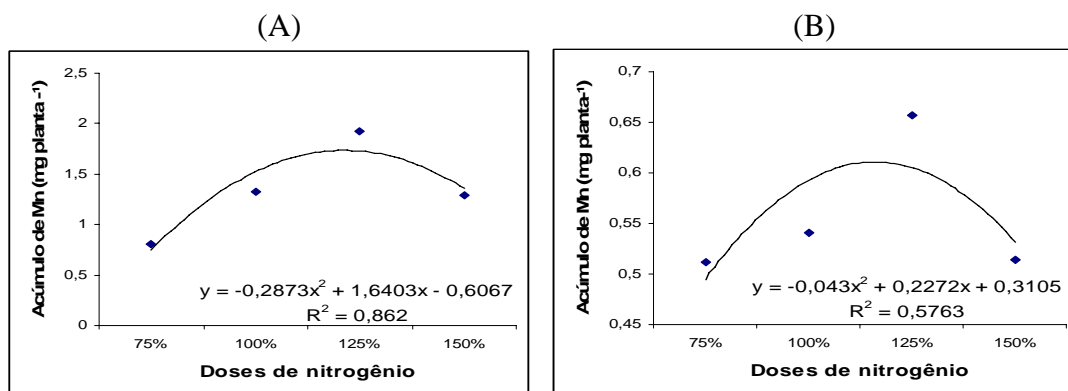 (A)
Acúmulo de Mn (mg planta -¹)
2,5
2
1,5
1
0,5
0
y = -0,2873x² + 1,6403x - 0,6067
R² = 0,862
75% 100% 125% 150%
Doses de nitrogênio
(B)
Acúmulo de Mn (mg planta-¹)
0,7
0,65
0,6
0,55
0,5
0,45
y = -0,043x² + 0,2272x + 0,3105
R² = 0,5763
75% 100% 125% 150%
Doses de nitrogênio